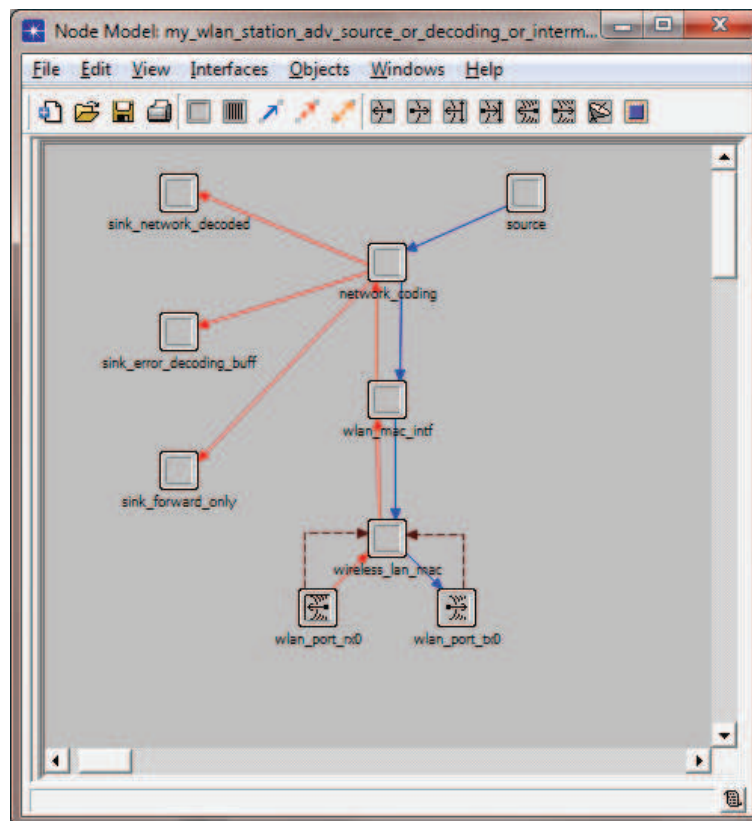 Node Model: my_wlan_station_adv_source_or_decoding_or_interm...
File Edit View Interfaces Objects Windows Help
sink_network_decoded
source
network_coding
sink_error_decoding_buff
wlan_mac_intf
sink_forward_only
wireless_lan_mac
wlan_port_rx0
wlan_port_tx0